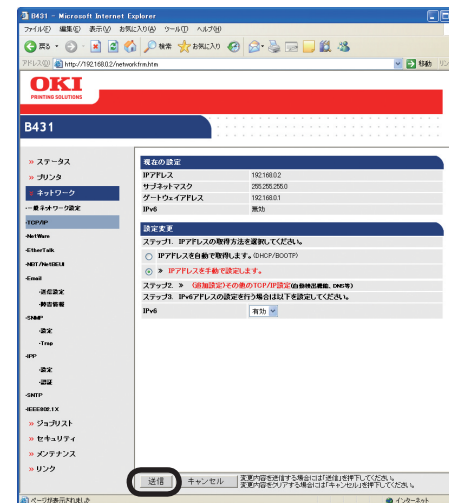 B431 - Microsoft Internet Explorer
ファイル(F) 編集(E) 表示(V) お気に入り(A) ツール(T) ヘルプ(H)
戻る 検索 お気に入り
アドレス(D) http://192.168.0.2/networkfrm.htm 移動
OKI
PRINTING SOLUTIONS
B431
» ステータス
» プリンタ
» ネットワーク
-一般ネットワーク設定
-TCP/IP
-NetWare
-EtherTalk
-NBT/NetBEUI
-Email
-送信設定
-障害情報
-SNMP
-設定
-Trap
-IPP
-設定
-認証
-SNTP
-IEEE802.1X
» ジョブリスト
» セキュリティ
» メンテナンス
» リンク
現在の設定
IPアドレス 192.168.0.2
サブネットマスク 255.255.255.0
ゲートウェイアドレス 192.168.0.1
IPv6 無効
設定変更
ステップ1. IPアドレスの取得方法を選択してください。
IPアドレスを自動で取得します。(DHCP/BOOTP)
» IPアドレスを手動で設定します。
ステップ2. » (追加設定)その他のTCP/IP設定(自動検出機能、DNS等)
ステップ3. IPv6アドレスの設定を行う場合は以下を設定してください。
IPv6 有効
送信 キャンセル
変更内容を送信する場合には「送信」を押下してください。
変更内容をクリアする場合には「キャンセル」を押下してください。
ページが表示されました インターネット